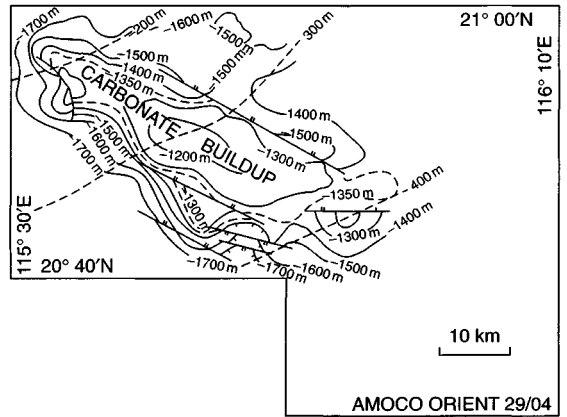 -1700 m
-200 m
-1600 m
21° 00′N
-1500 m
300 m
-1500 m
-1500 m
-1400 m
-1350 m
116° 10′E
CARBONATE BUILDUP
-1400 m
-1500 m
-1300 m
-1200 m
-1500 m
-1600 m
-1700 m
-1300 m
-1350 m
400 m
-1400 m
-1300 m
115° 30′E
20° 40′N
-1700 m
-1500 m
-1600 m
-1700 m
10 km
AMOCO ORIENT 29/04